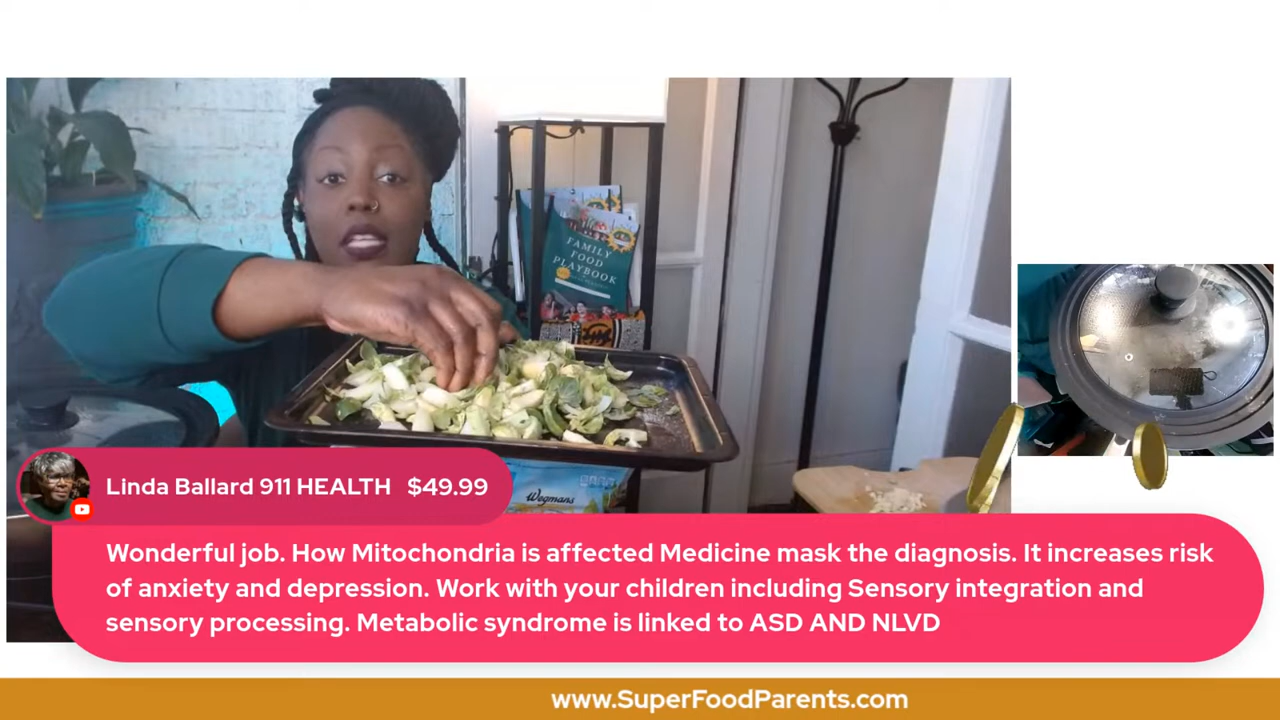 FAMILY
FOOD
PLAYBOOK
Wegmans
Linda Ballard 911 HEALTH $49.99
Wonderful job. How Mitochondria is affected Medicine mask the diagnosis. It increases risk
of anxiety and depression. Work with your children including Sensory integration and
sensory processing. Metabolic syndrome is linked to ASD AND NLVD
www.SuperFoodParents.com